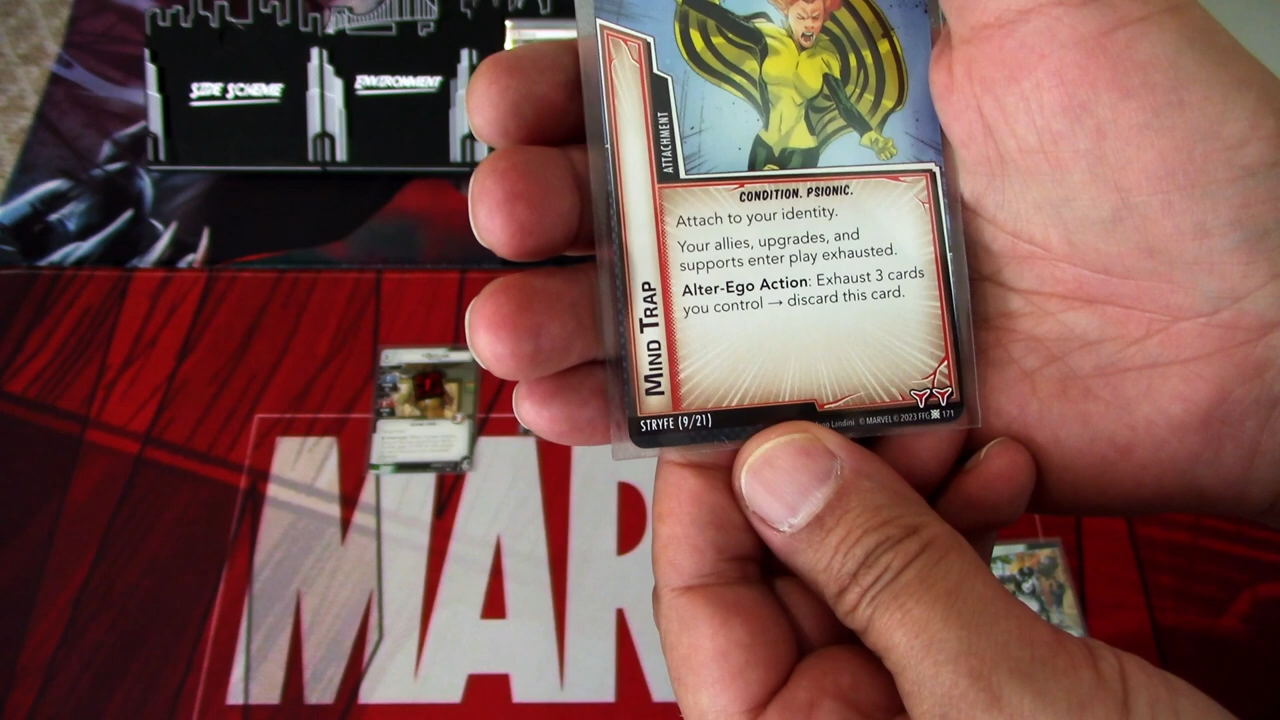 SIDE SCHEME
ENVIRONMENT
ATTACHMENT
MIND TRAP
CONDITION. PSIONIC.
Attach to your identity.
Your allies, upgrades, and
supports enter play exhausted.
Alter-Ego Action: Exhaust 3 cards
you control → discard this card.
STRYFE (9/21)
Landini © MARVEL © 2023 FFG 171
MAR